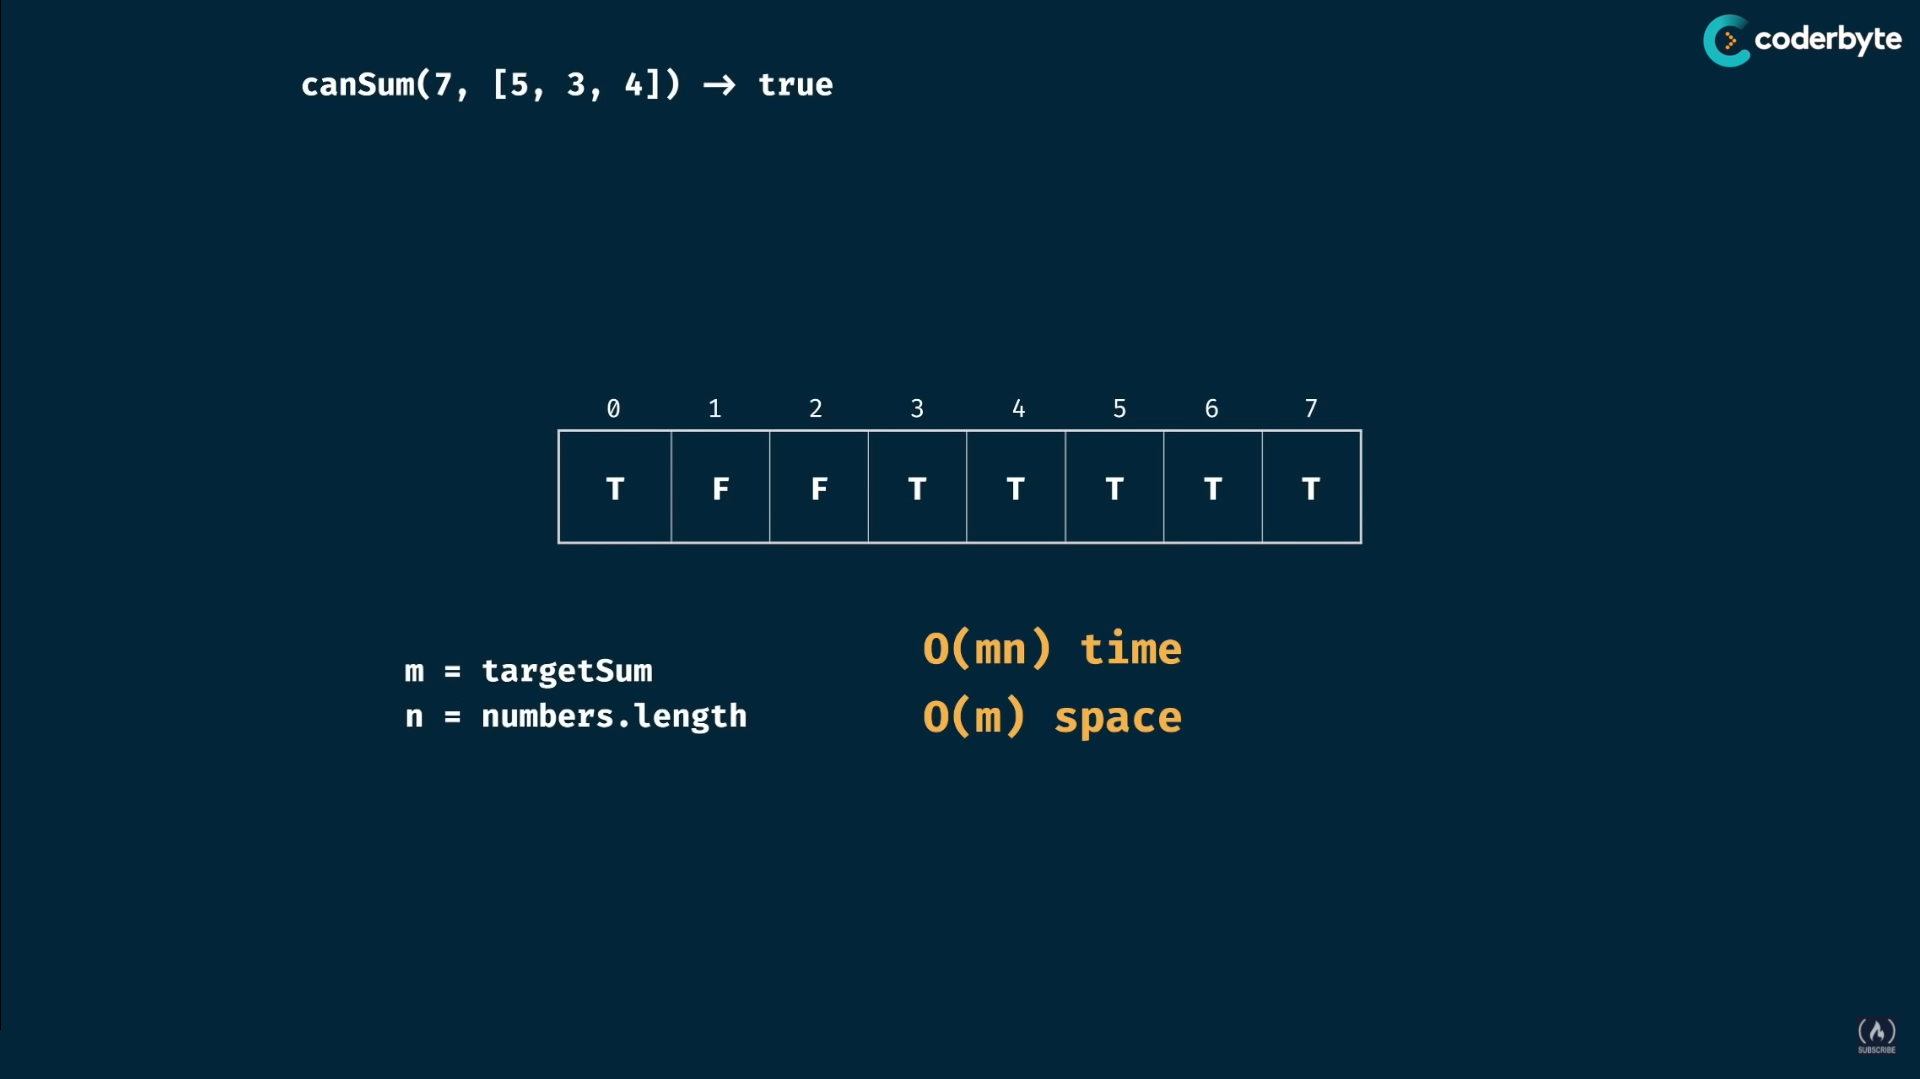 coderbyte
canSum(7, [5, 3, 4]) → true
0 1 2 3 4 5 6 7
T F F T T T T T
m = targetSum
n = numbers.length
O(mn) time
O(m) space
SUBSCRIBE